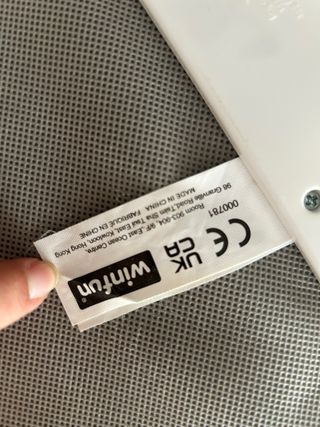 winfun
UK
CA
CE
000781
Room 903-904, 9/F., East Ocean Centre,
98 Granville Road, Tsim Sha Tsui East, Kowloon, Hong Kong
MADE IN CHINA FABRIQUÉ EN CHINE